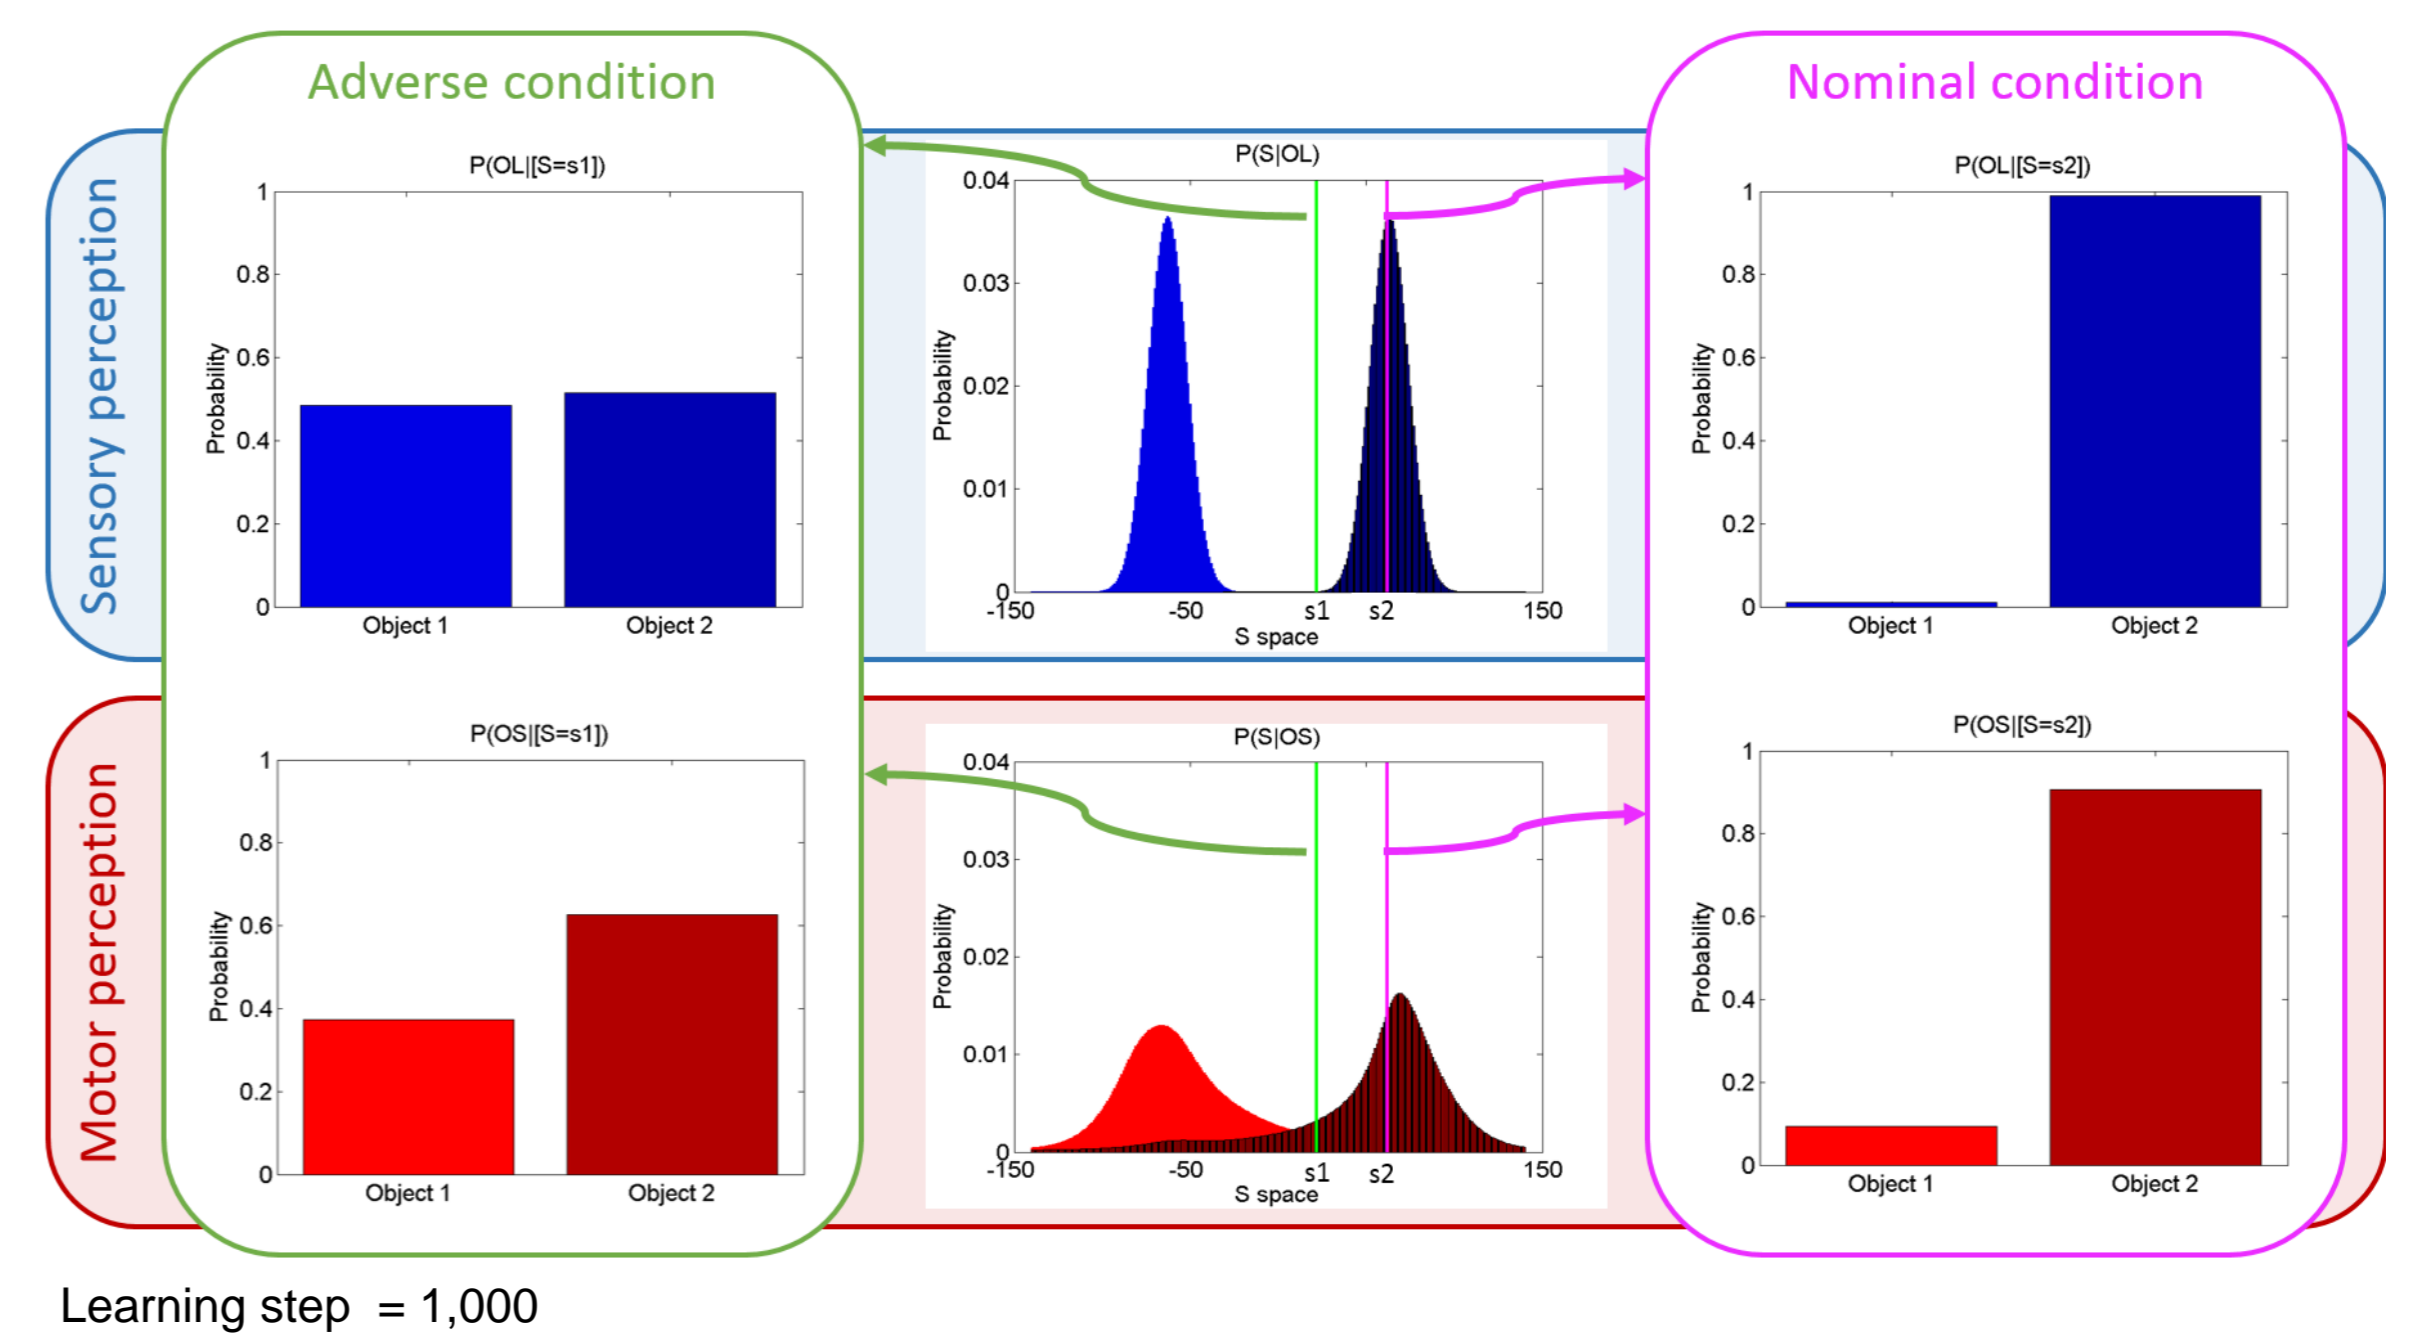 Adverse condition
Nominal condition
Sensory perception
P(OL|[S=s1])
1
0.8
0.6
0.4
0.2
0
Probability
Object 1
Object 2
P(S|OL)
0.04
0.03
0.02
0.01
0
Probability
-150
-50
s1
s2
150
S space
P(OL|[S=s2])
1
0.8
0.6
0.4
0.2
0
Probability
Object 1
Object 2
Motor perception
P(OS|[S=s1])
1
0.8
0.6
0.4
0.2
0
Probability
Object 1
Object 2
P(S|OS)
0.04
0.03
0.02
0.01
0
Probability
-150
-50
s1
s2
150
S space
P(OS|[S=s2])
1
0.8
0.6
0.4
0.2
0
Probability
Object 1
Object 2
Learning step = 1,000